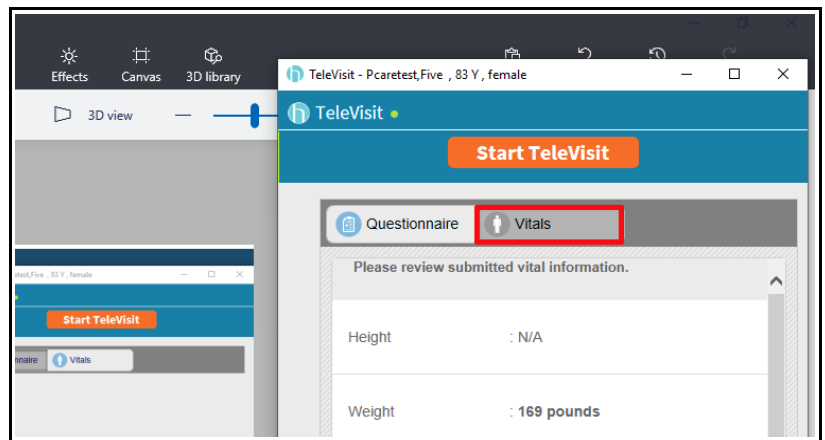 Effects Canvas 3D library
TeleVisit - Pcaretest,Five , 83 Y , female
3D view
TeleVisit
Start TeleVisit
Questionnaire Vitals
Please review submitted vital information.
Height : N/A
Weight : 169 pounds
etest,Five , 83 Y , female
Start TeleVisit
nnaire Vitals